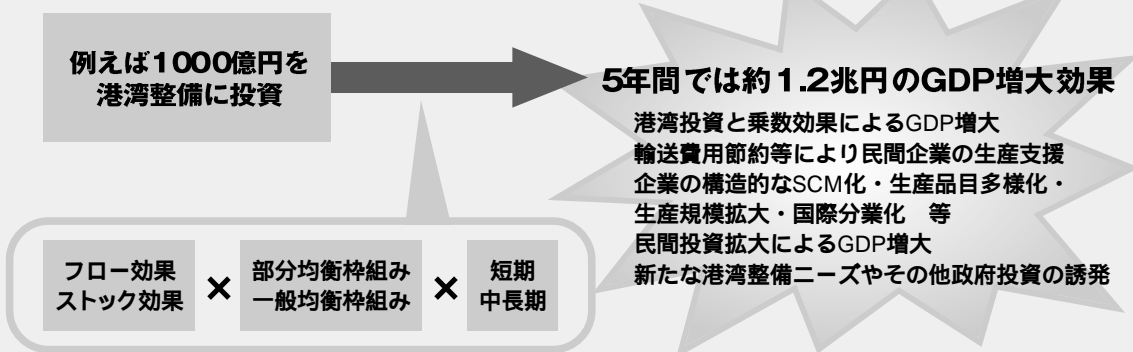 例えば1000億円を
港湾整備に投資
5年間では約1.2兆円のGDP増大効果
港湾投資と乗数効果によるGDP増大
輸送費用節約等により民間企業の生産支援
企業の構造的なSCM化・生産品目多様化・
生産規模拡大・国際分業化　等
民間投資拡大によるGDP増大
新たな港湾整備ニーズやその他政府投資の誘発
フロー効果
ストック効果
×
部分均衡枠組み
一般均衡枠組み
×
短期
中長期